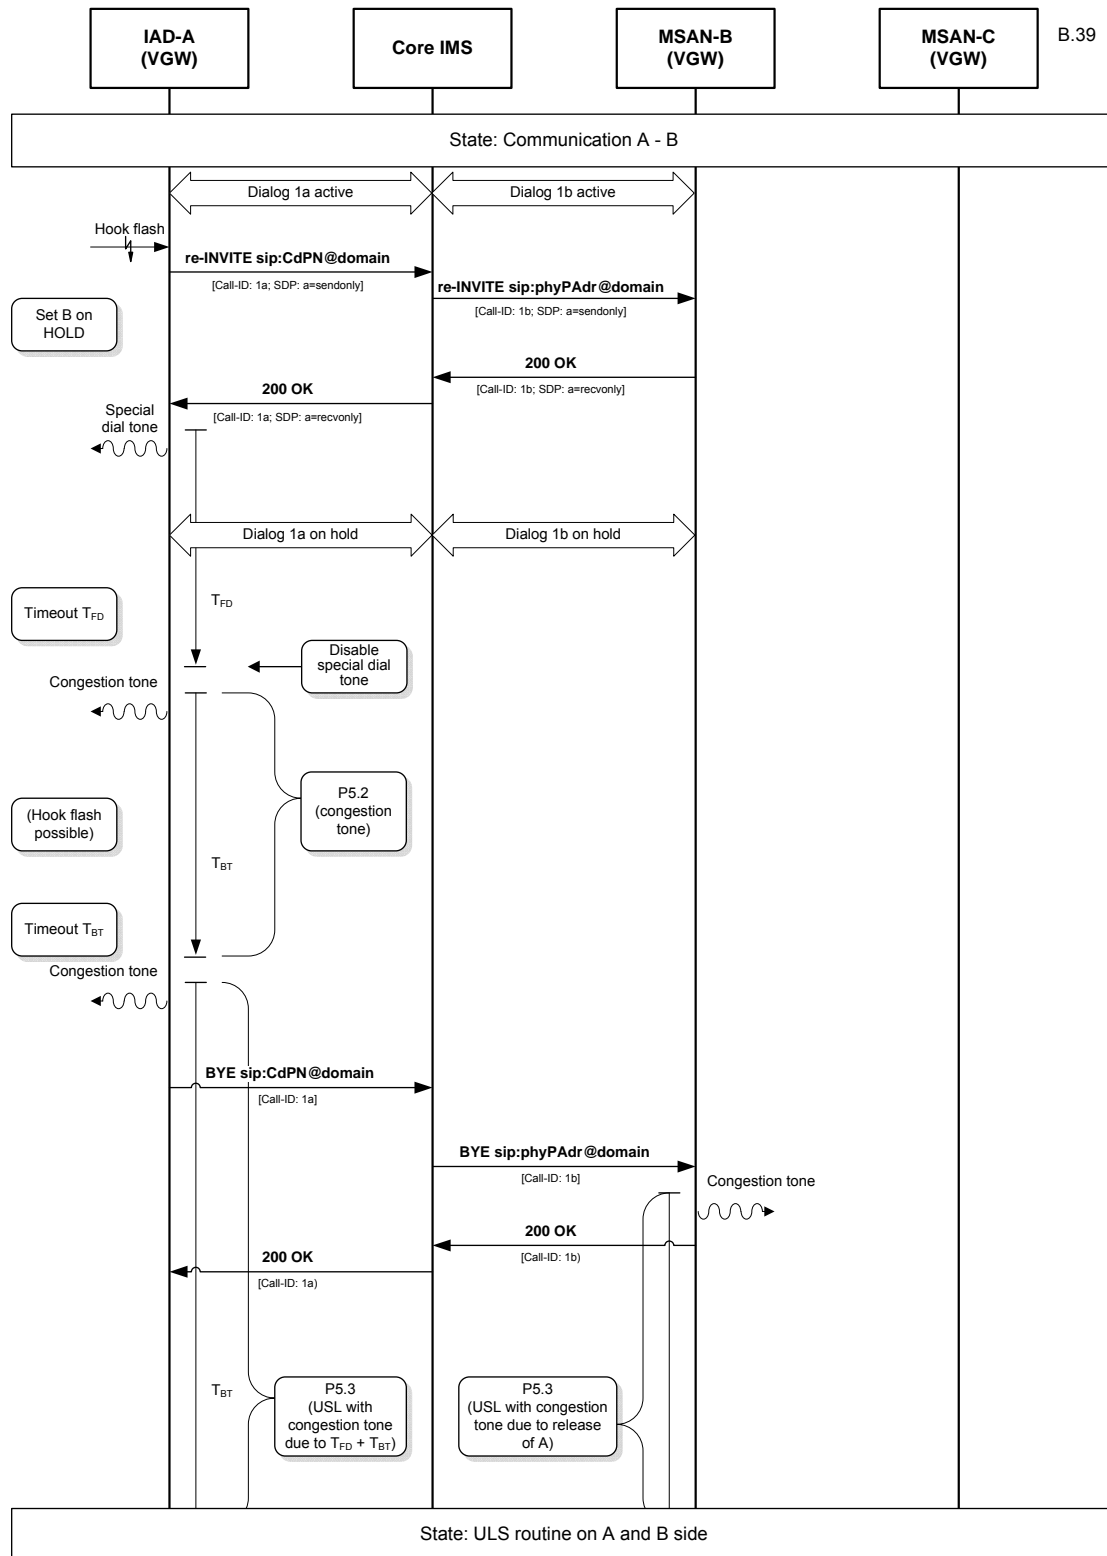 IAD-A
(VGW)
Core IMS
MSAN-B
(VGW)
MSAN-C
(VGW)
B.39
State: Communication A - B
Dialog 1a active
Dialog 1b active
Hook flash
re-INVITE sip:CdPN@domain
[Call-ID: 1a; SDP: a=sendonly]
re-INVITE sip:phyPAdr@domain
[Call-ID: 1b; SDP: a=sendonly]
Set B on
HOLD
200 OK
[Call-ID: 1b; SDP: a=recvonly]
200 OK
[Call-ID: 1a; SDP: a=recvonly]
Special
dial tone
Dialog 1a on hold
Dialog 1b on hold
Timeout TFD
TFD
Disable
special dial
tone
Congestion tone
P5.2
(congestion
tone)
(Hook flash
possible)
TBT
Timeout TBT
Congestion tone
BYE sip:CdPN@domain
[Call-ID: 1a]
BYE sip:phyPAdr@domain
[Call-ID: 1b]
Congestion tone
200 OK
[Call-ID: 1b)
200 OK
[Call-ID: 1a)
TBT
P5.3
(USL with
congestion tone
due to TFD + TBT)
P5.3
(USL with congestion
tone due to release
of A)
State: ULS routine on A and B side